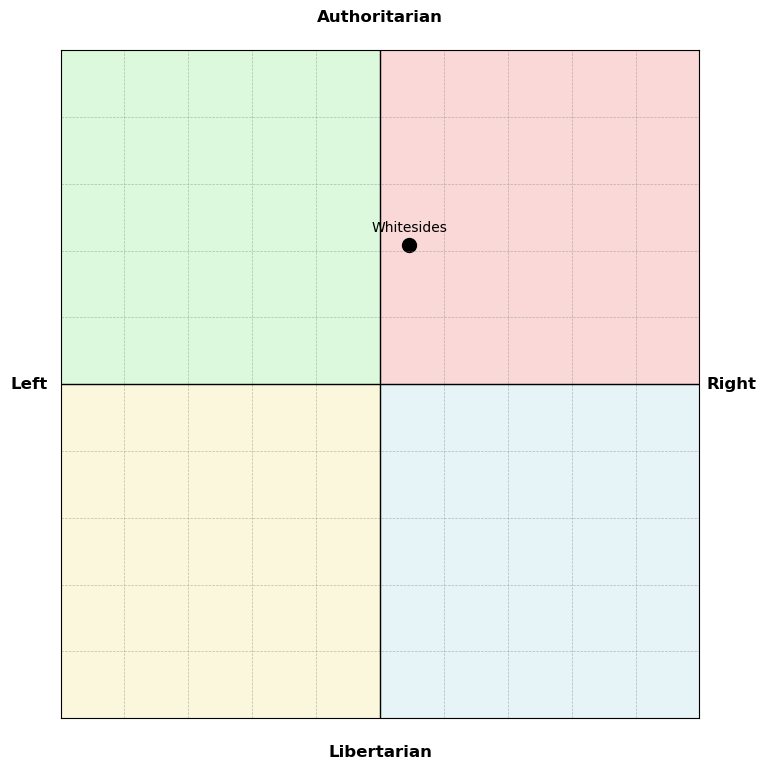 Authoritarian
Whitesides
Left
Right
Libertarian